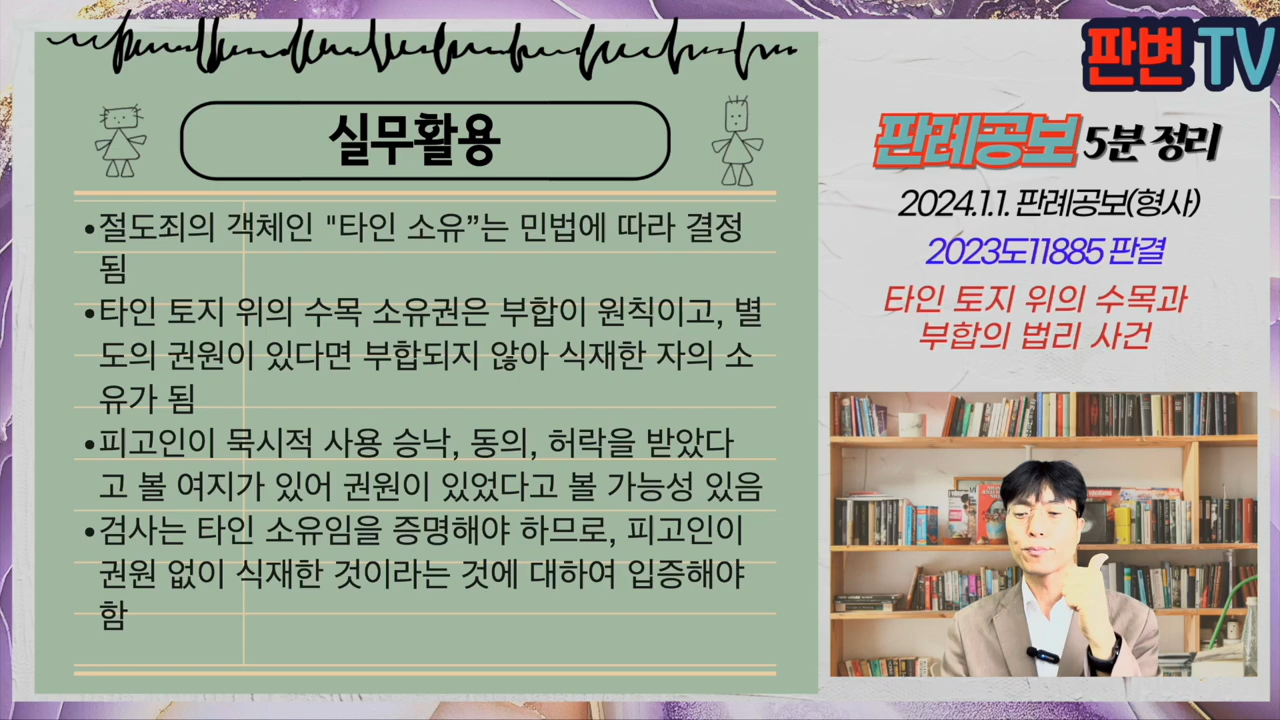 실무활용
•절도죄의 객체인 "타인 소유”는 민법에 따라 결정
됨
•타인 토지 위의 수목 소유권은 부합이 원칙이고, 별
도의 권원이 있다면 부합되지 않아 식재한 자의 소
유가 됨
•피고인이 묵시적 사용 승낙, 동의, 허락을 받았다
고 볼 여지가 있어 권원이 있었다고 볼 가능성 있음
•검사는 타인 소유임을 증명해야 하므로, 피고인이
권원 없이 식재한 것이라는 것에 대하여 입증해야
함
판변 TV
판례공보 5분 정리
2024.1.1. 판례공보(형사)
2023도11885 판결
타인 토지 위의 수목과
부합의 법리 사건